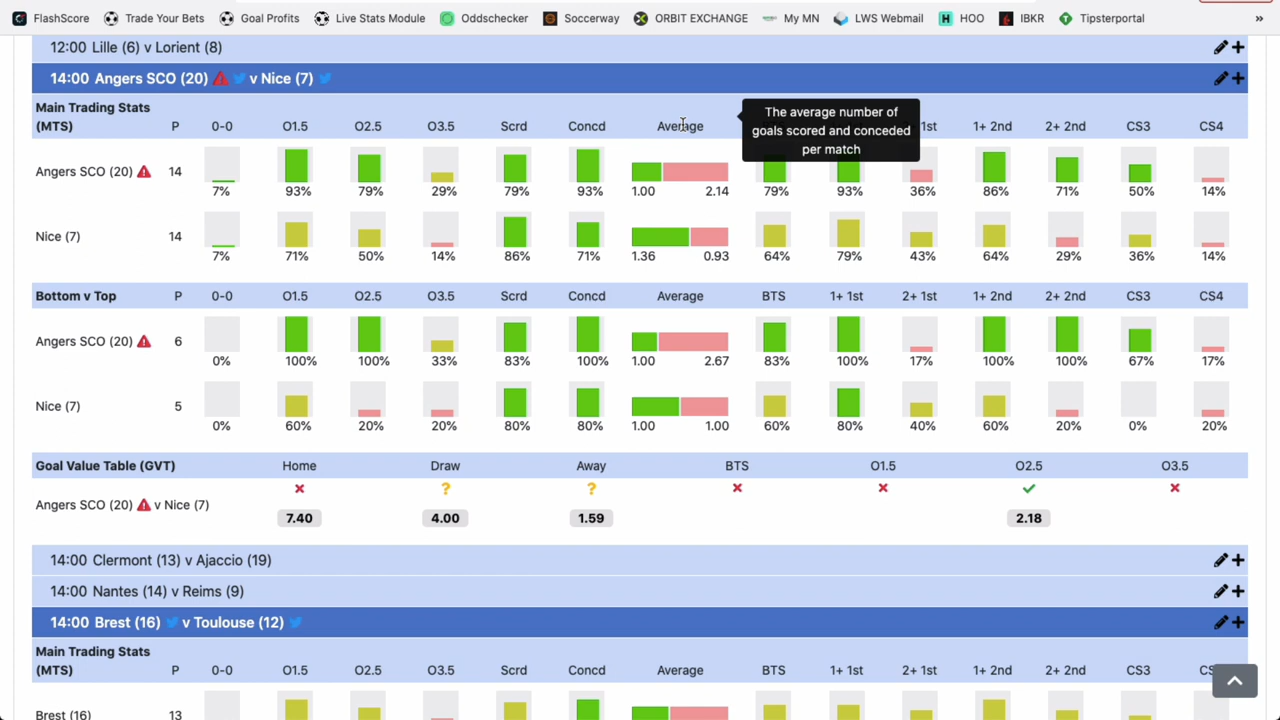 FlashScore Trade Your Bets Goal Profits Live Stats Module Oddschecker Soccerway ORBIT EXCHANGE My MN LWS Webmail HOO IBKR Tipsterportal »
12:00 Lille (6) v Lorient (8)
14:00 Angers SCO (20) v Nice (7)
Main Trading Stats
(MTS) P 0-0 O1.5 O2.5 O3.5 Scrd Concd Average 1st 1+ 2nd 2+ 2nd CS3 CS4
The average number of
goals scored and conceded
per match
Angers SCO (20) 14
7% 93% 79% 29% 79% 93% 1.00 2.14 79% 93% 36% 86% 71% 50% 14%
Nice (7) 14
7% 71% 50% 14% 86% 71% 1.36 0.93 64% 79% 43% 64% 29% 36% 14%
Bottom v Top P 0-0 O1.5 O2.5 O3.5 Scrd Concd Average BTS 1+ 1st 2+ 1st 1+ 2nd 2+ 2nd CS3 CS4
Angers SCO (20) 6
0% 100% 100% 33% 83% 100% 1.00 2.67 83% 100% 17% 100% 100% 67% 17%
Nice (7) 5
0% 60% 20% 20% 80% 80% 1.00 1.00 60% 80% 40% 60% 20% 0% 20%
Goal Value Table (GVT) Home Draw Away BTS O1.5 O2.5 O3.5
? ?
Angers SCO (20) v Nice (7)
7.40 4.00 1.59 2.18
14:00 Clermont (13) v Ajaccio (19)
14:00 Nantes (14) v Reims (9)
14:00 Brest (16) v Toulouse (12)
Main Trading Stats
(MTS) P 0-0 O1.5 O2.5 O3.5 Scrd Concd Average BTS 1+ 1st 2+ 1st 1+ 2nd 2+ 2nd CS3
Brest (16) 13